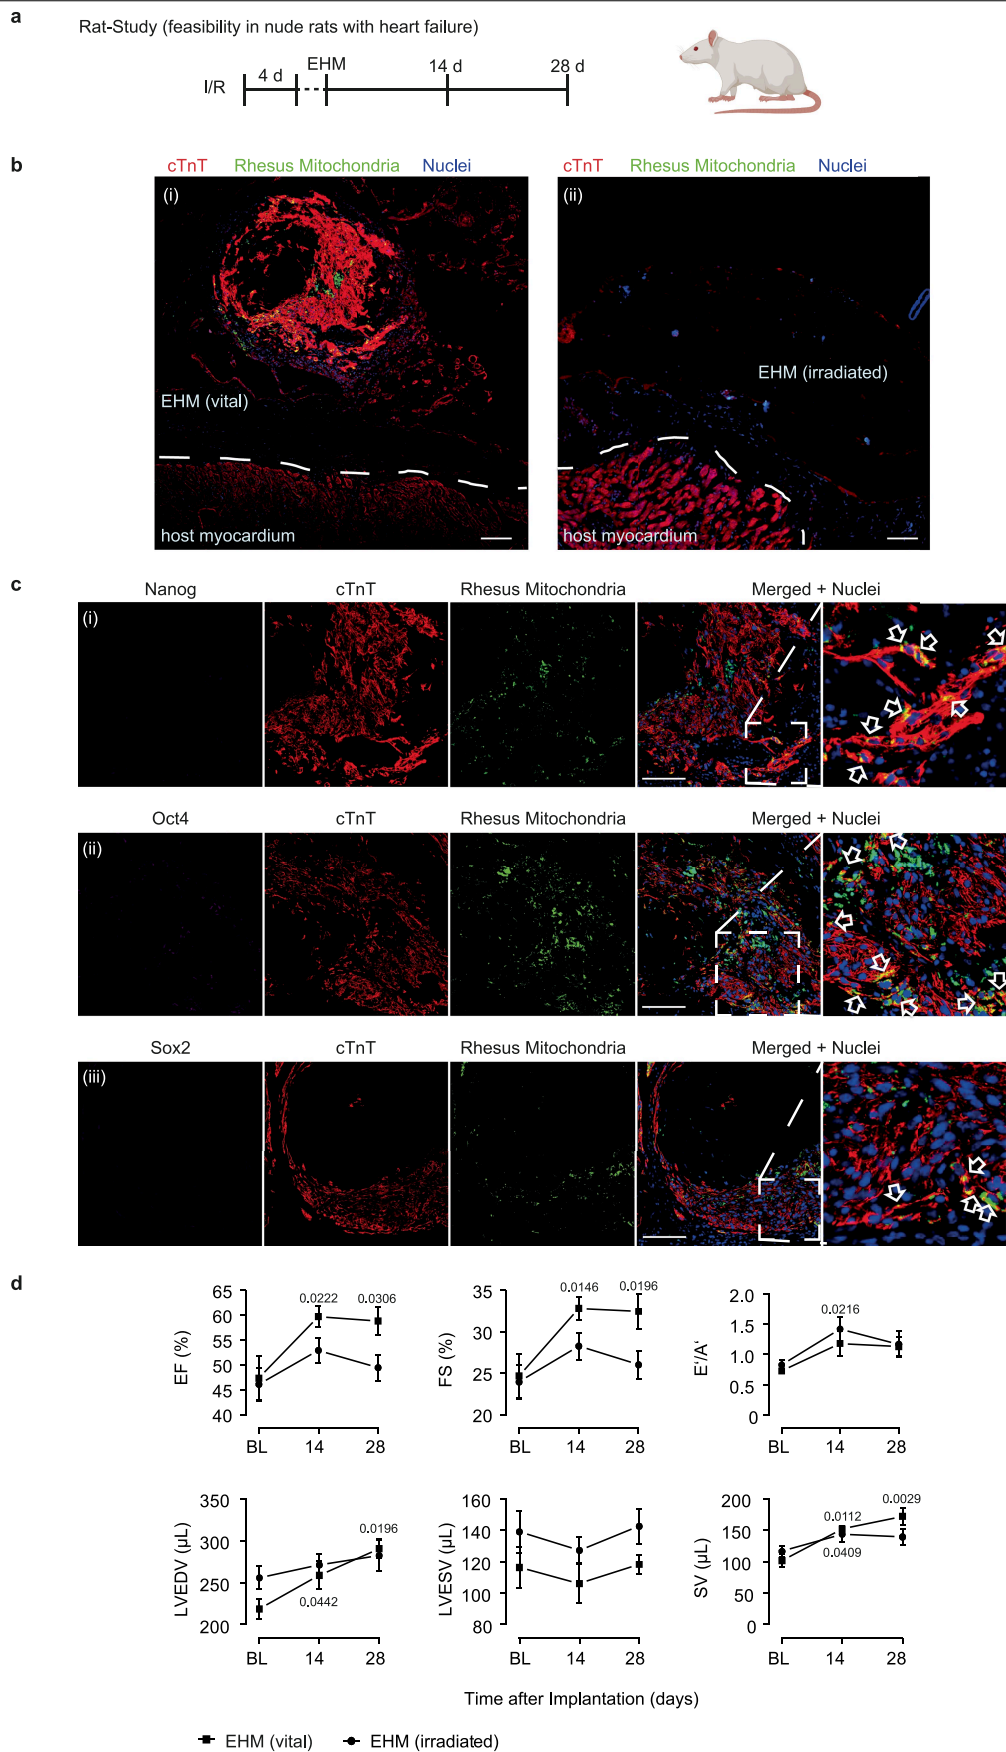 a
Rat-Study (feasibility in nude rats with heart failure)
I/R 4 d EHM 14 d 28 d
b
cTnT Rhesus Mitochondria Nuclei
cTnT Rhesus Mitochondria Nuclei
(i)
EHM (vital)
host myocardium
(ii)
EHM (irradiated)
host myocardium
c
Nanog cTnT Rhesus Mitochondria Merged + Nuclei
(i)
Oct4 cTnT Rhesus Mitochondria Merged + Nuclei
(ii)
Sox2 cTnT Rhesus Mitochondria Merged + Nuclei
(iii)
d
EF (%)
65
60
55
50
45
40
0.0222 0.0306
BL 14 28
FS (%)
35
30
25
20
0.0146 0.0196
BL 14 28
E'/A'
2.0
1.5
1.0
0.5
0
0.0216
BL 14 28
LVEDV (µL)
350
300
250
200
0.0196
0.0442
BL 14 28
LVESV (µL)
160
140
120
100
80
BL 14 28
SV (µL)
200
150
100
50
0
0.0029
0.0112
0.0409
BL 14 28
Time after Implantation (days)
EHM (vital) EHM (irradiated)